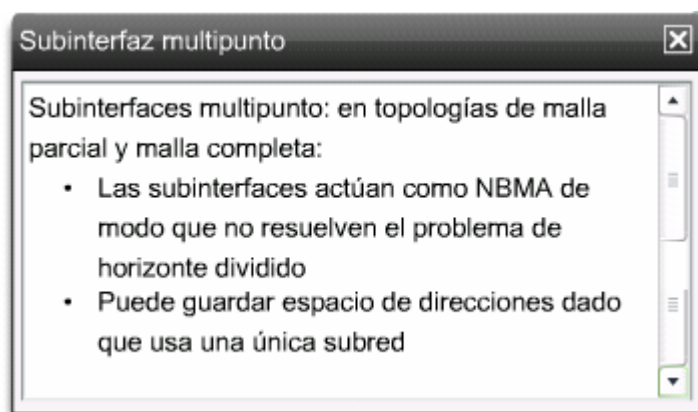 Subinterfaz multipunto
Subinterfaces multipunto: en topologías de malla
parcial y malla completa:
• Las subinterfaces actúan como NBMA de
modo que no resuelven el problema de
horizonte dividido
• Puede guardar espacio de direcciones dado
que usa una única subred